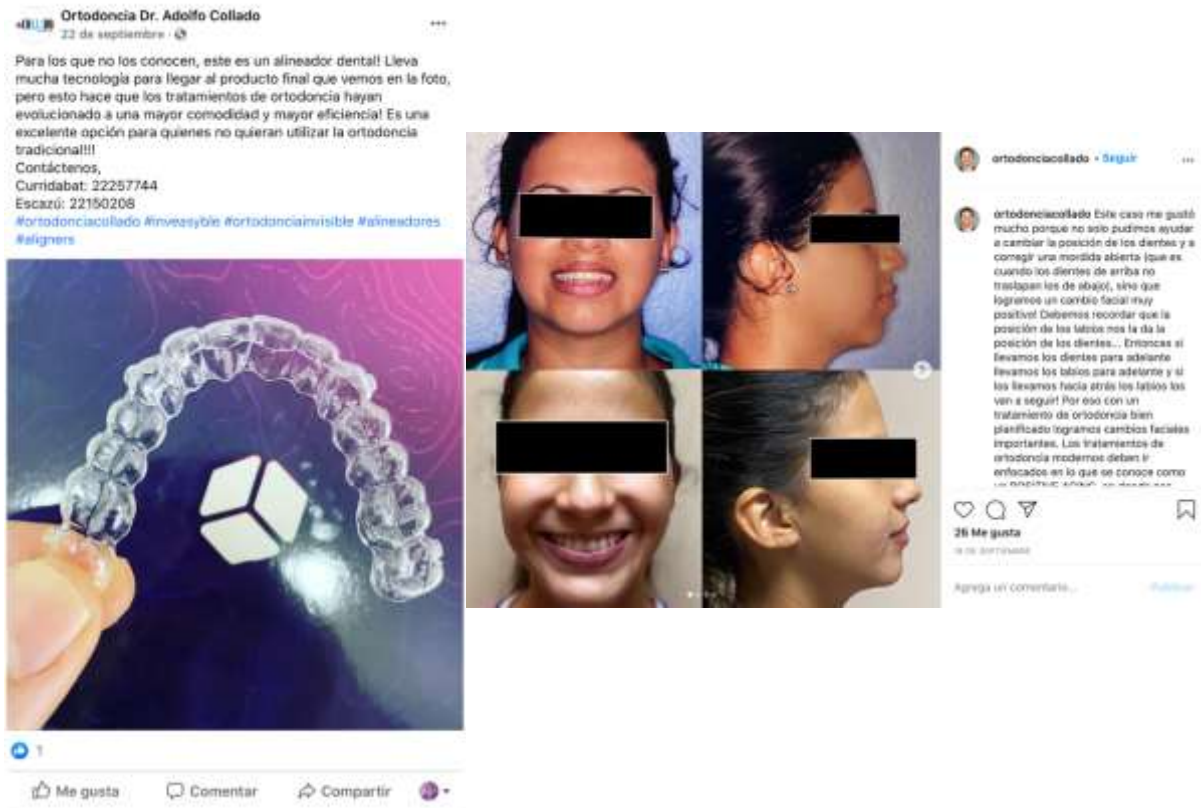 Ortodoncia Dr. Adolfo Collado
22 de septiembre
Para los que no los conocen, este es un alineador dental! Lleva
mucha tecnología para llegar al producto final que vemos en la foto,
pero esto hace que los tratamientos de ortodoncia hayan
evolucionado a una mayor comodidad y mayor eficiencia! Es una
excelente opción para quienes no quieran utilizar la ortodoncia
tradicional!!!
Contáctenos,
Curridabat: 22257744
Escazú: 22150208
#ortodonciacollado #inveasyble #ortodonciainvisible #alineadores
#aligners
1
Me gusta Comentar Compartir
ortodonciacollado • Seguir
ortodonciacollado Este caso me gustó
mucho porque no solo pudimos ayudar
a cambiar la posición de los dientes y a
corregir una mordida abierta (que es
cuando los dientes de arriba no
traslapan los de abajo), sino que
logramos un cambio facial muy
positivo! Debemos recordar que la
posición de los labios nos la da la
posición de los dientes... Entonces si
llevamos los dientes para adelante
llevamos los labios para adelante y si
los llevamos hacia atrás los labios los
van a seguir! Por eso con un
tratamiento de ortodoncia bien
planificado logramos cambios faciales
importantes. Los tratamientos de
ortodoncia modernos deben ir
enfocados en lo que se conoce como
26 Me gusta
DE SEPTIEMBRE
Agrega un comentario...
Publicar